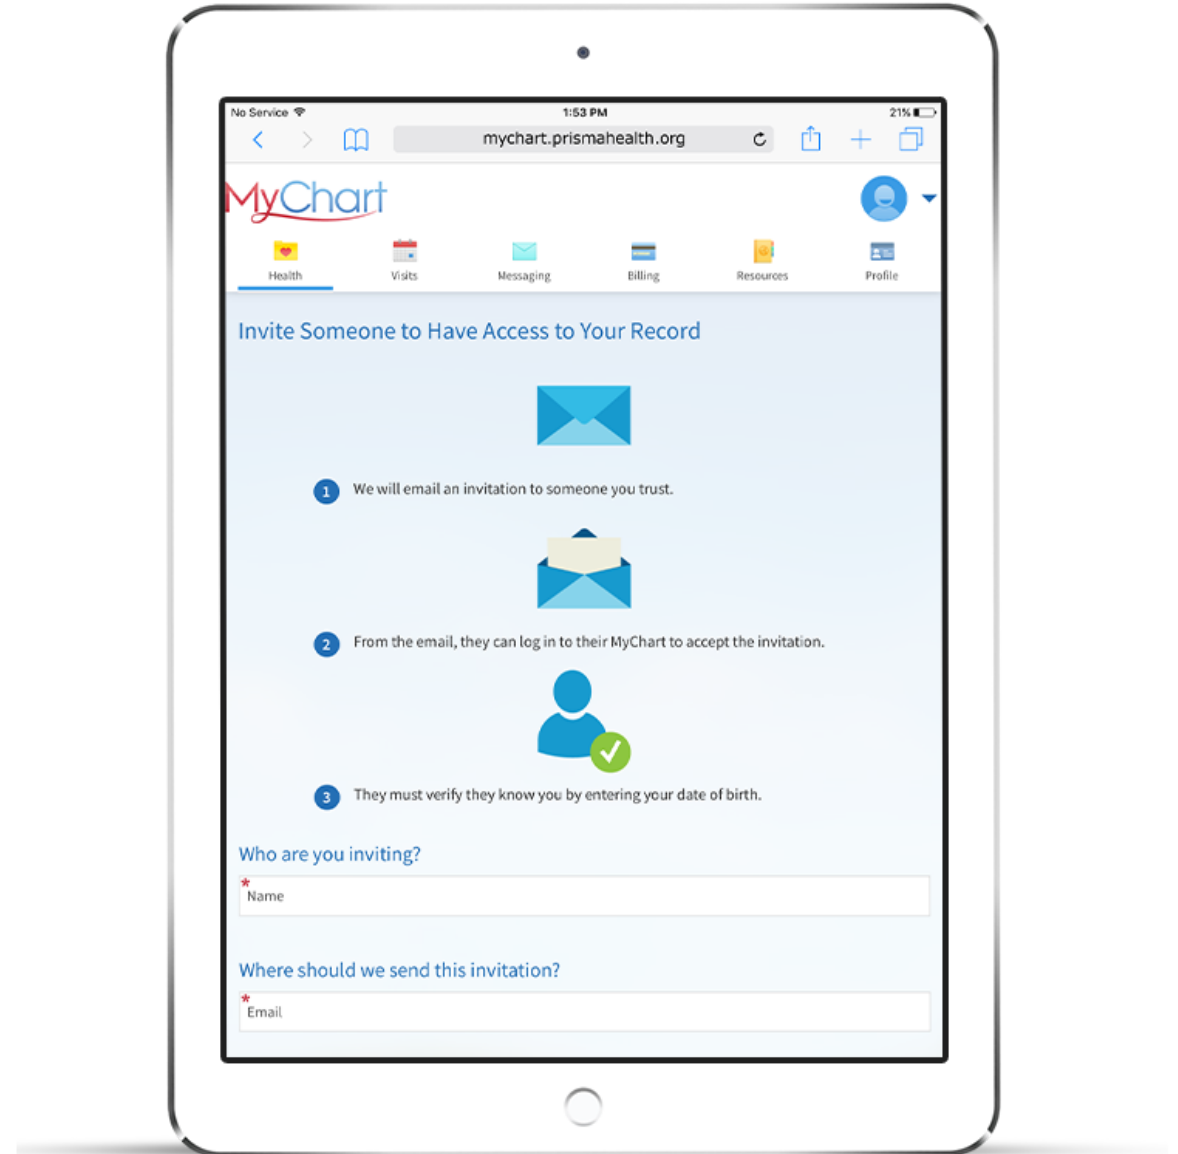 No Service 1:53 PM 21%
mychart.prismahealth.org
MyChart
Health Visits Messaging Billing Resources Profile
Invite Someone to Have Access to Your Record
1 We will email an invitation to someone you trust.
2 From the email, they can log in to their MyChart to accept the invitation.
3 They must verify they know you by entering your date of birth.
Who are you inviting?
* Name
Where should we send this invitation?
* Email